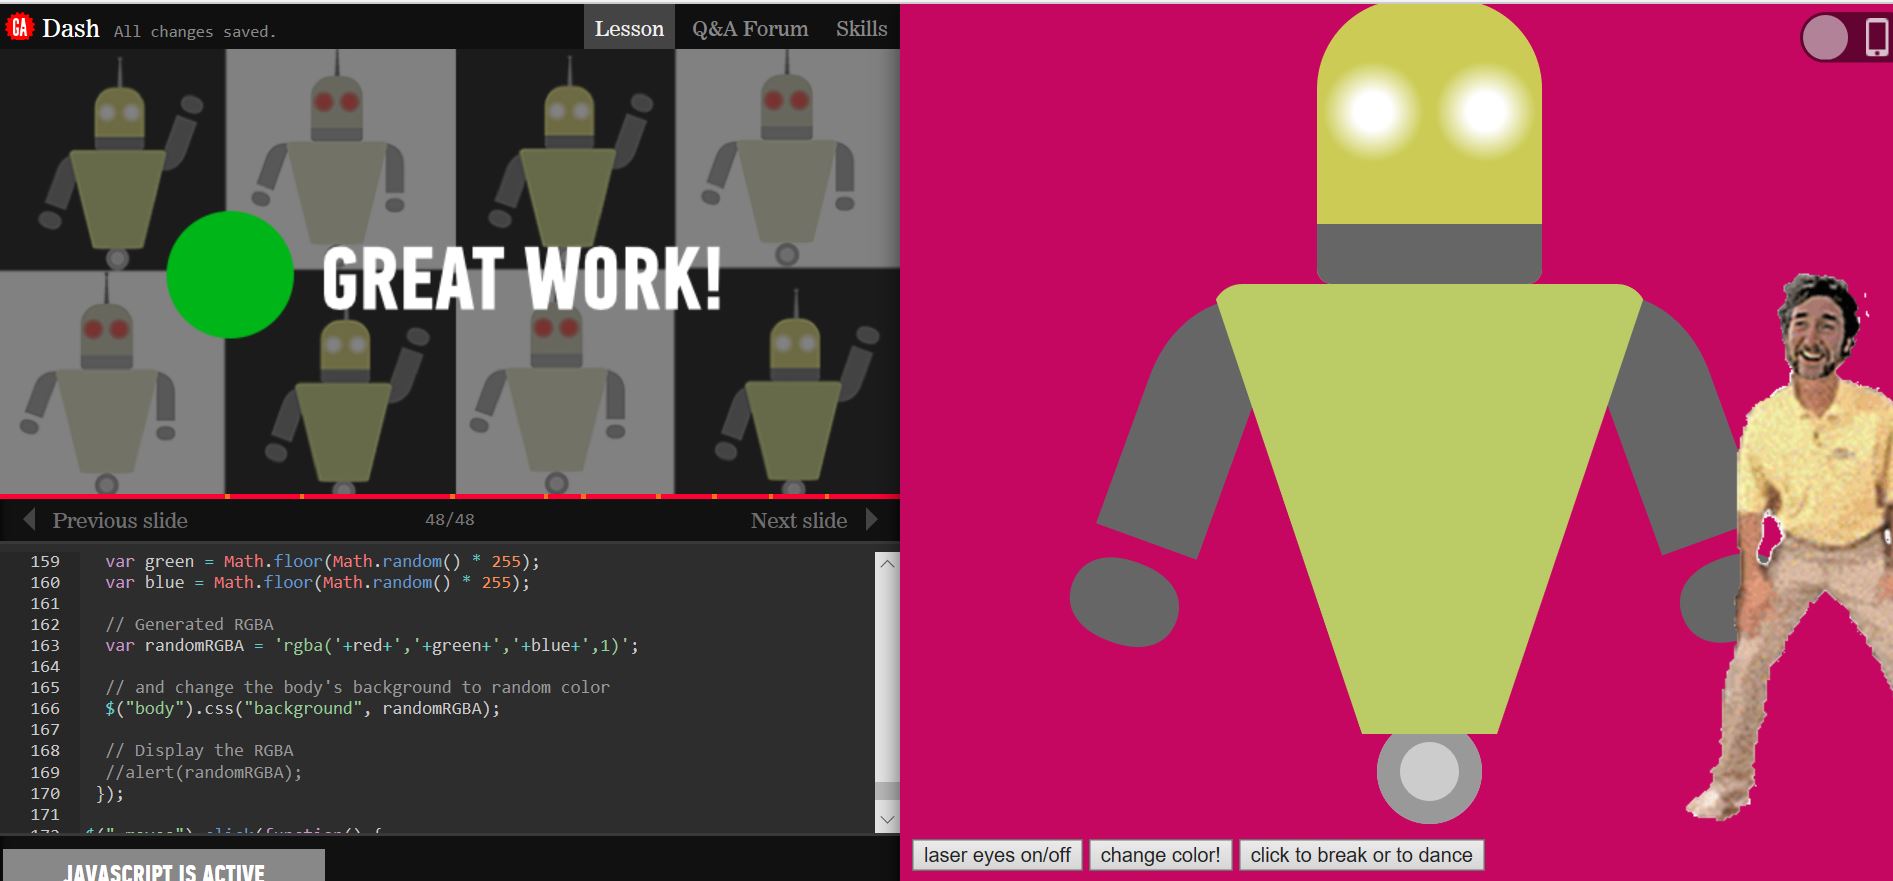 GA Dash All changes saved. Lesson Q&A Forum Skills
GREAT WORK!
Previous slide 48/48 Next slide
159 var green = Math.floor(Math.random() * 255);
160 var blue = Math.floor(Math.random() * 255);
161
162 // Generated RGBA
163 var randomRGBA = 'rgba('+red+','+green+','+blue+',1)';
164
165 // and change the body's background to random color
166 $("body").css("background", randomRGBA);
167
168 // Display the RGBA
169 //alert(randomRGBA);
170 });
171
JAVASCRIPT IS ACTIVE
laser eyes on/off change color! click to break or to dance